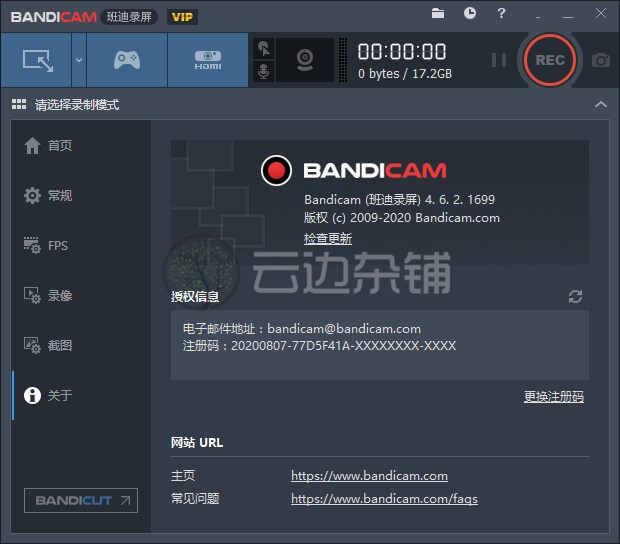 BANDICAM 班迪录屏 VIP
HDMI
00:00:00
0 bytes / 17.2GB
REC
请选择录制模式
首页
常规
FPS
录像
截图
关于
BANDICUT
BANDICAM
Bandicam (班迪录屏) 4. 6. 2. 1699
版权 (c) 2009-2020 Bandicam.com
检查更新
云边杂铺
授权信息
电子邮件地址：bandicam@bandicam.com
注册码：20200807-77D5F41A-XXXXXXXX-XXXX
更换注册码
网站 URL
主页 https://www.bandicam.com
常见问题 https://www.bandicam.com/faqs